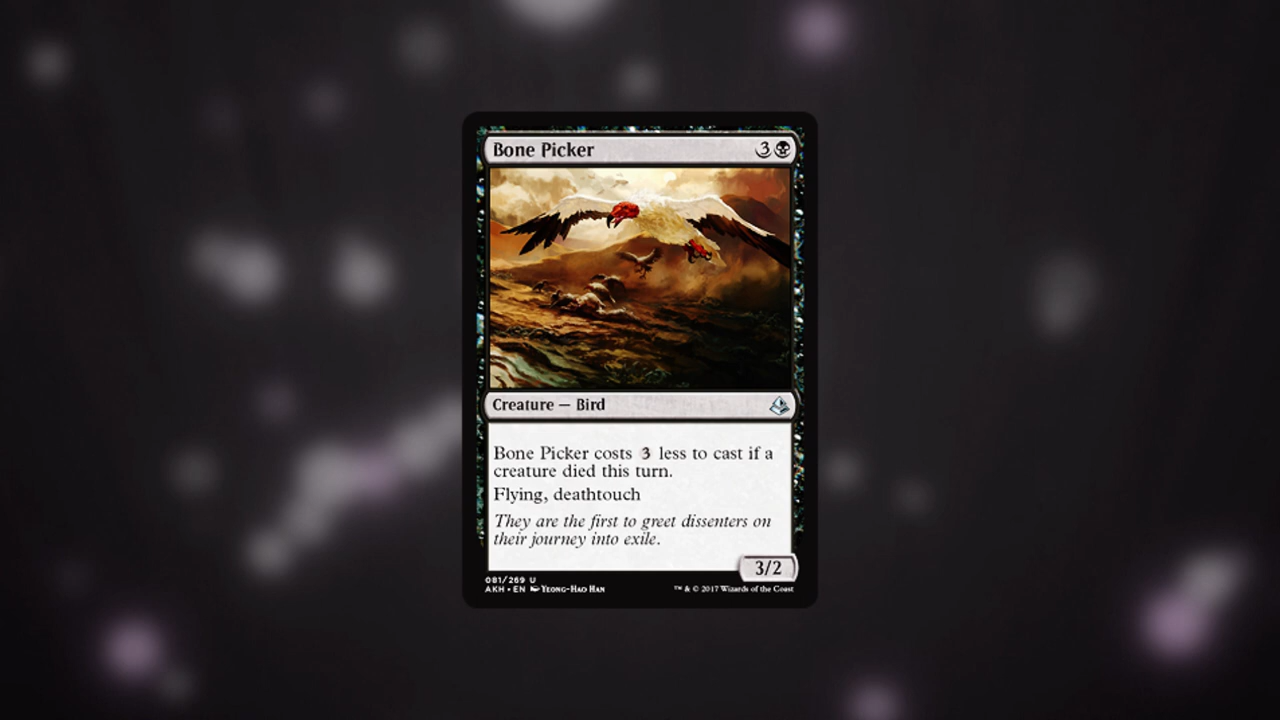 Bone Picker 3
Creature — Bird
Bone Picker costs 3 less to cast if a
creature died this turn.
Flying, deathtouch
They are the first to greet dissenters on
their journey into exile.
3/2
081/269 U
AKH • EN Yeong-Hao Han
™ & © 2017 Wizards of the Coast